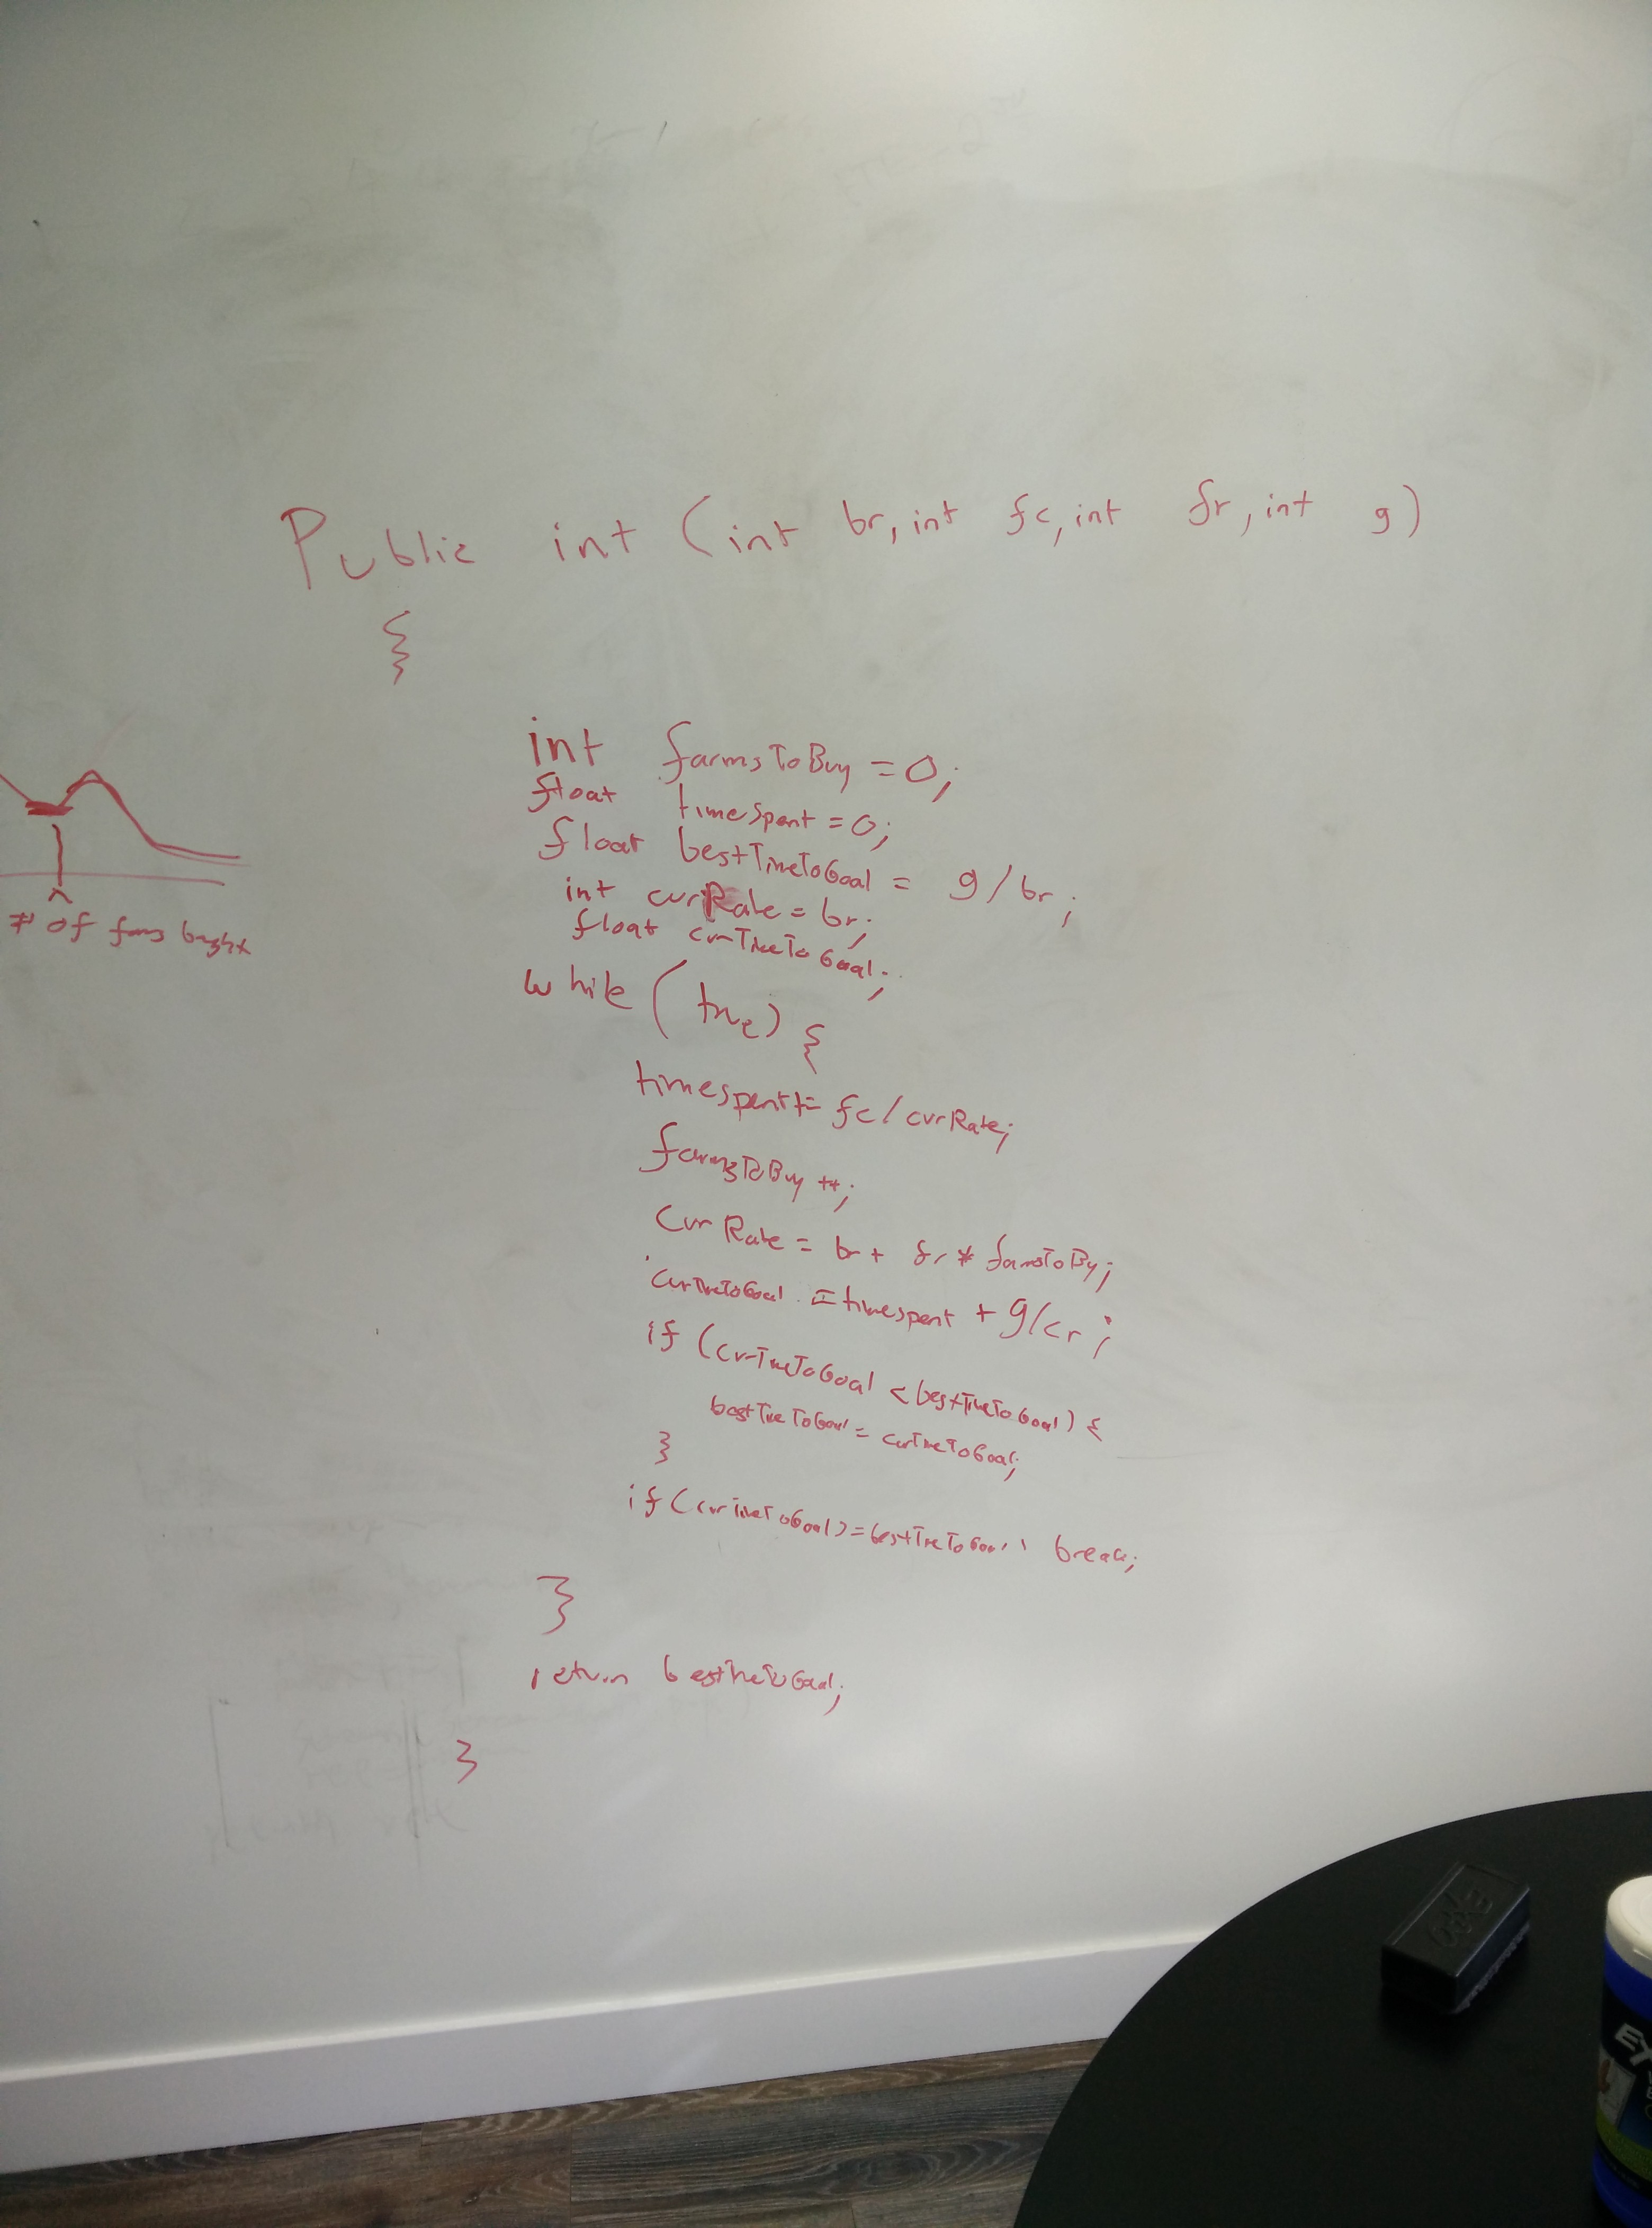 Public int (int br, int fc, int fr, int g)
{
int farmsToBuy = 0;
float timeSpent = 0;
float bestTimeToGoal = g/br;
int curRate = br;
float curTimeToGoal;
while (true) {
timespent += fc/curRate;
farmsToBuy ++;
Cur Rate = br + fr * farmsToBy;
curTimeToGoal = timespent + g/cr;
if (curTimeToGoal < bestTimeToGoal) {
bestTimeToGoal = curTimeToGoal;
}
if (curTimeToGoal >= bestTimeToGoal) break;
}
return bestTimeToGoal;
}
# of farms bought
EXPO
EX